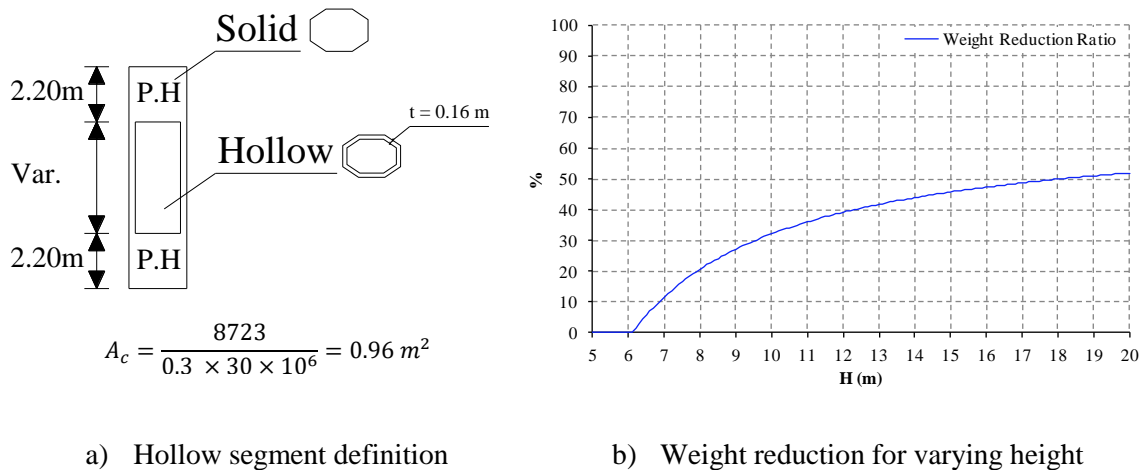 Solid
2.20m
P.H
t = 0.16 m
Hollow
Var.
2.20m
P.H
A_c = 8723 / (0.3 × 30 × 10^6) = 0.96 m^2
a) Hollow segment definition
Weight Reduction Ratio
100
90
80
70
60
50
40
30
20
10
0
%
5 6 7 8 9 10 11 12 13 14 15 16 17 18 19 20
H (m)
b) Weight reduction for varying height